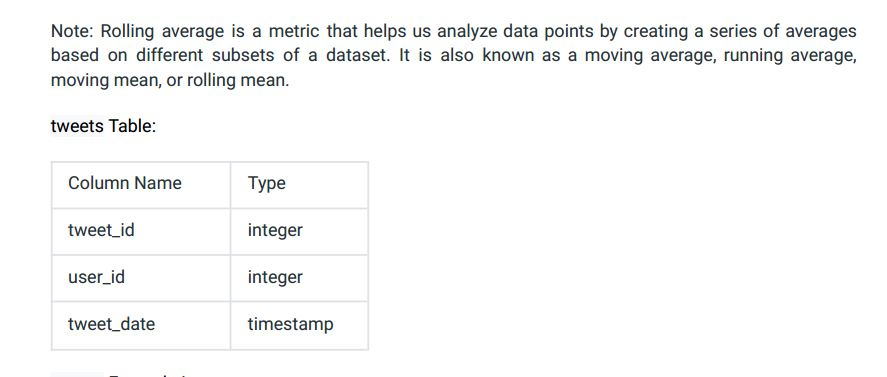 Note: Rolling average is a metric that helps us analyze data points by creating a series of averages
based on different subsets of a dataset. It is also known as a moving average, running average,
moving mean, or rolling mean.
tweets Table:
Column Name Type
tweet_id integer
user_id integer
tweet_date timestamp